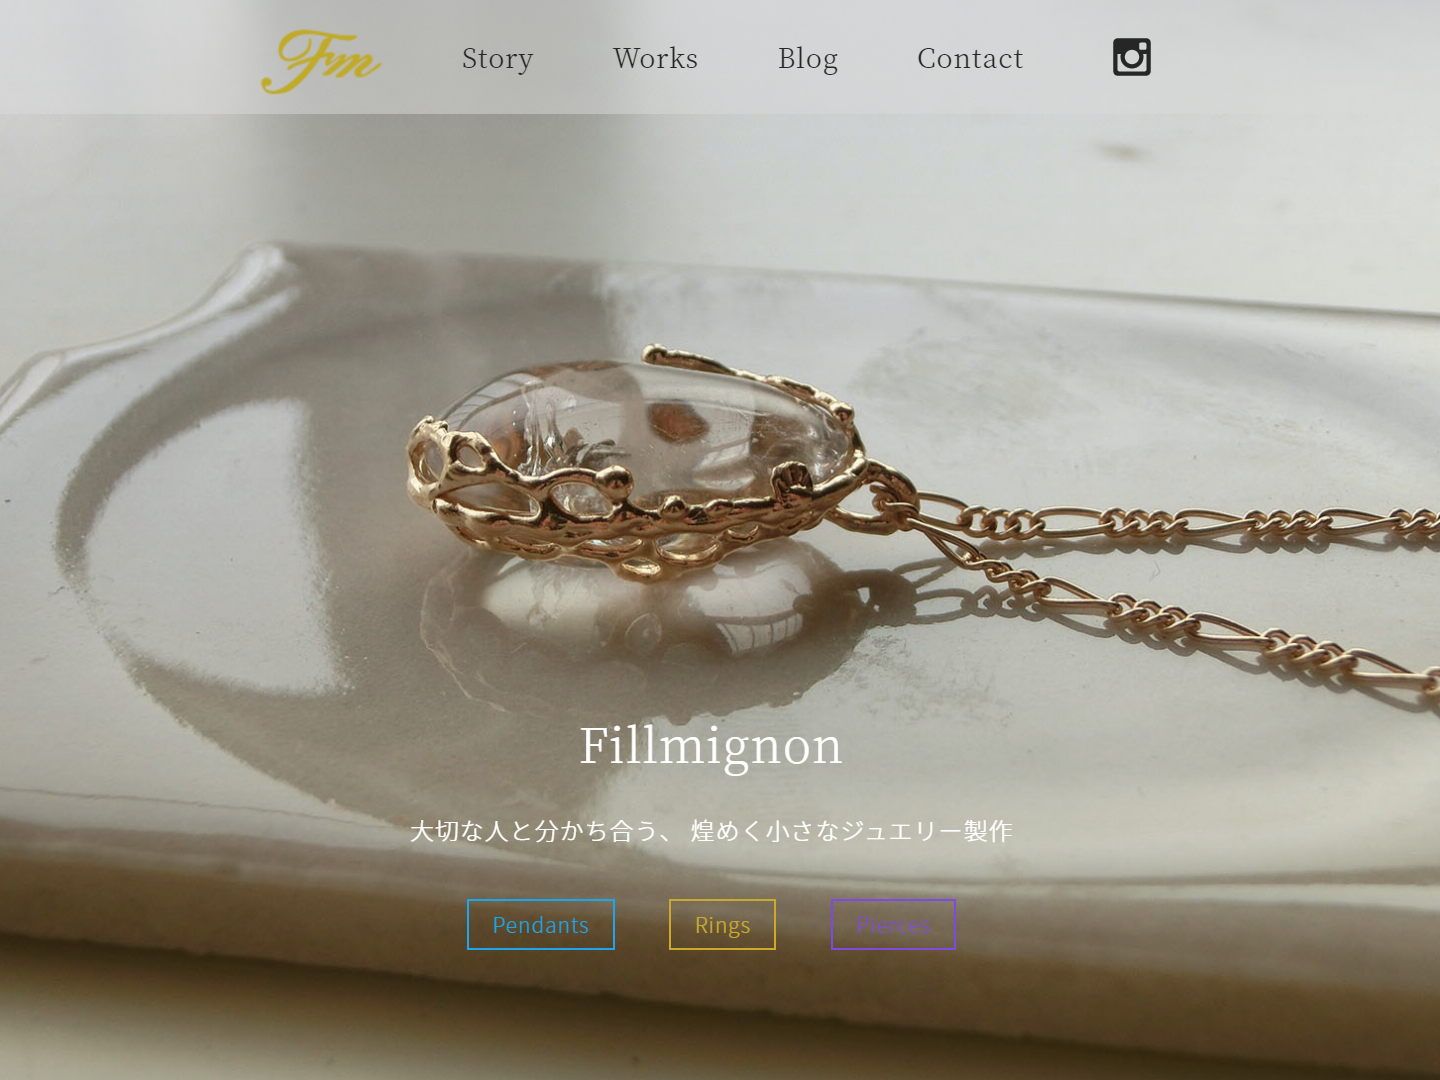 Fm
Story
Works
Blog
Contact
Fillmignon
大切な人と分かち合う、 煌めく小さなジュエリー製作
Pendants
Rings
Pierces